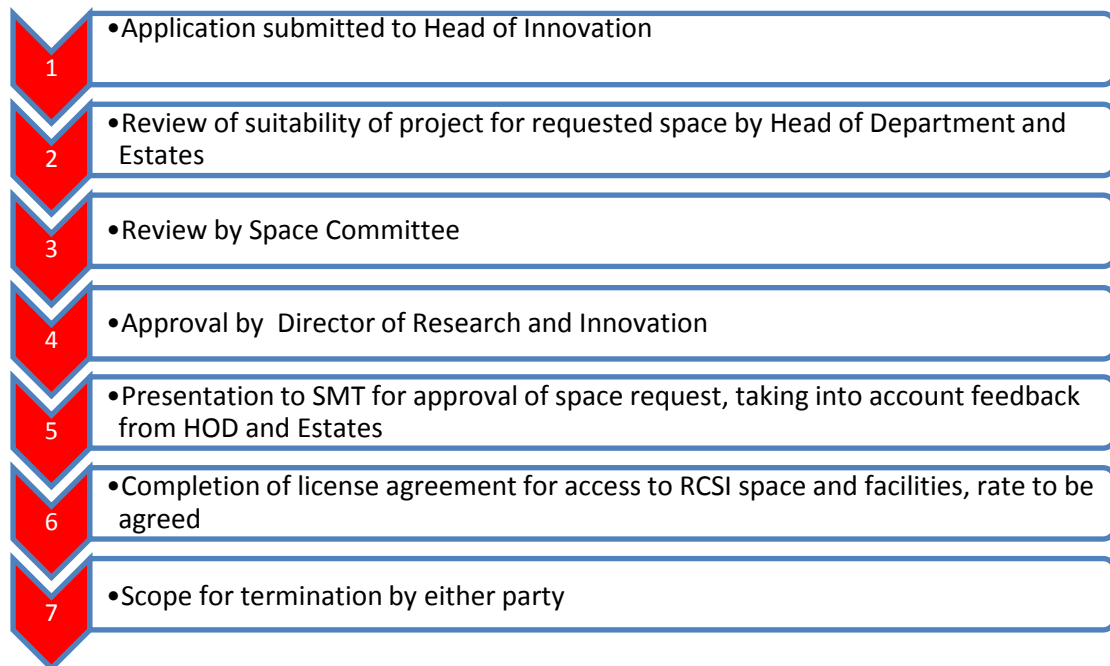 1
•Application submitted to Head of Innovation
2
•Review of suitability of project for requested space by Head of Department and
Estates
3
•Review by Space Committee
4
•Approval by  Director of Research and Innovation
5
•Presentation to SMT for approval of space request, taking into account feedback
from HOD and Estates
6
•Completion of license agreement for access to RCSI space and facilities, rate to be
agreed
7
•Scope for termination by either party